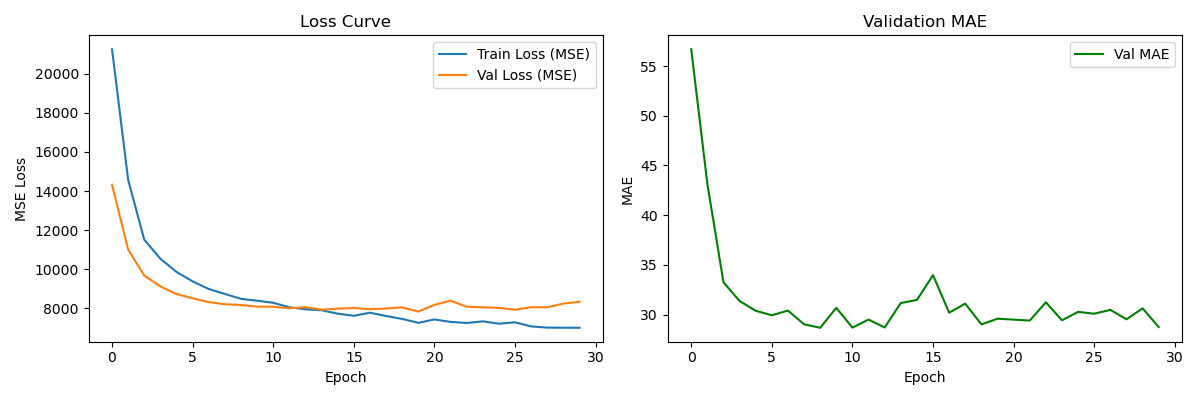 Loss Curve
Train Loss (MSE)
Val Loss (MSE)
MSE Loss
20000
18000
16000
14000
12000
10000
8000
0 5 10 15 20 25 30
Epoch
Validation MAE
Val MAE
MAE
55
50
45
40
35
30
0 5 10 15 20 25 30
Epoch